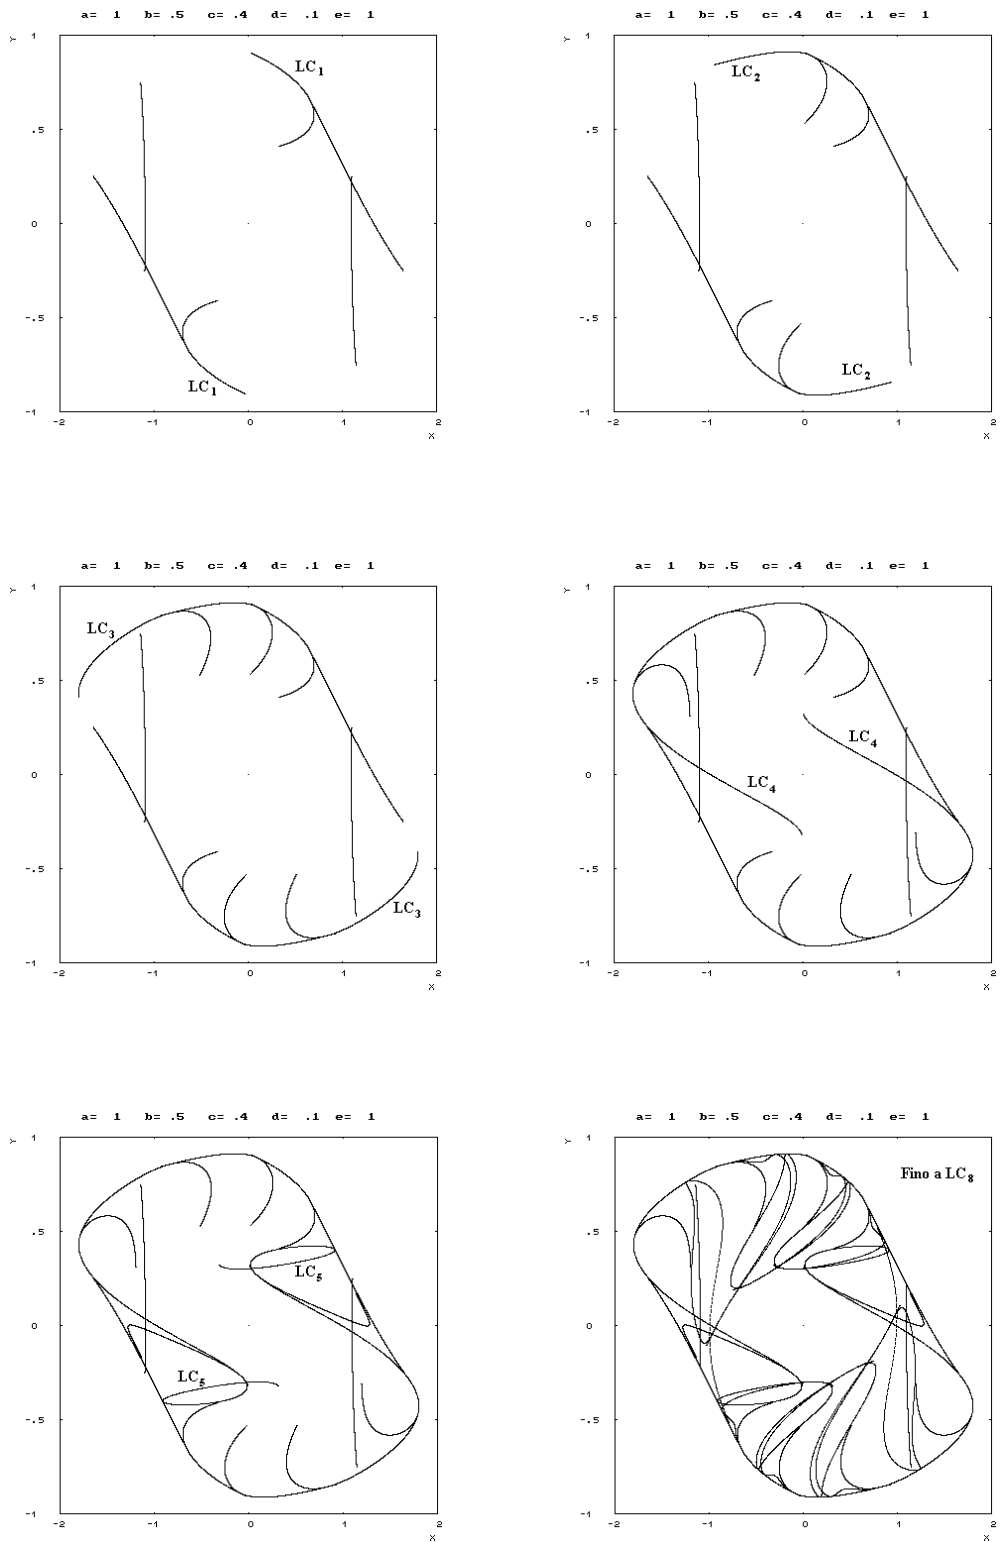 a= 1 b= .5 c= .4 d= .1 e= 1
Y
1
.5
0
-.5
-1
-2 -1 0 1 2
X
LC1
LC1
a= 1 b= .5 c= .4 d= .1 e= 1
Y
1
.5
0
-.5
-1
-2 -1 0 1 2
X
LC2
LC2
a= 1 b= .5 c= .4 d= .1 e= 1
Y
1
.5
0
-.5
-1
-2 -1 0 1 2
X
LC3
LC3
a= 1 b= .5 c= .4 d= .1 e= 1
Y
1
.5
0
-.5
-1
-2 -1 0 1 2
X
LC4
LC4
a= 1 b= .5 c= .4 d= .1 e= 1
Y
1
.5
0
-.5
-1
-2 -1 0 1 2
X
LC5
LC5
a= 1 b= .5 c= .4 d= .1 e= 1
Y
1
.5
0
-.5
-1
-2 -1 0 1 2
X
Fino a LC8